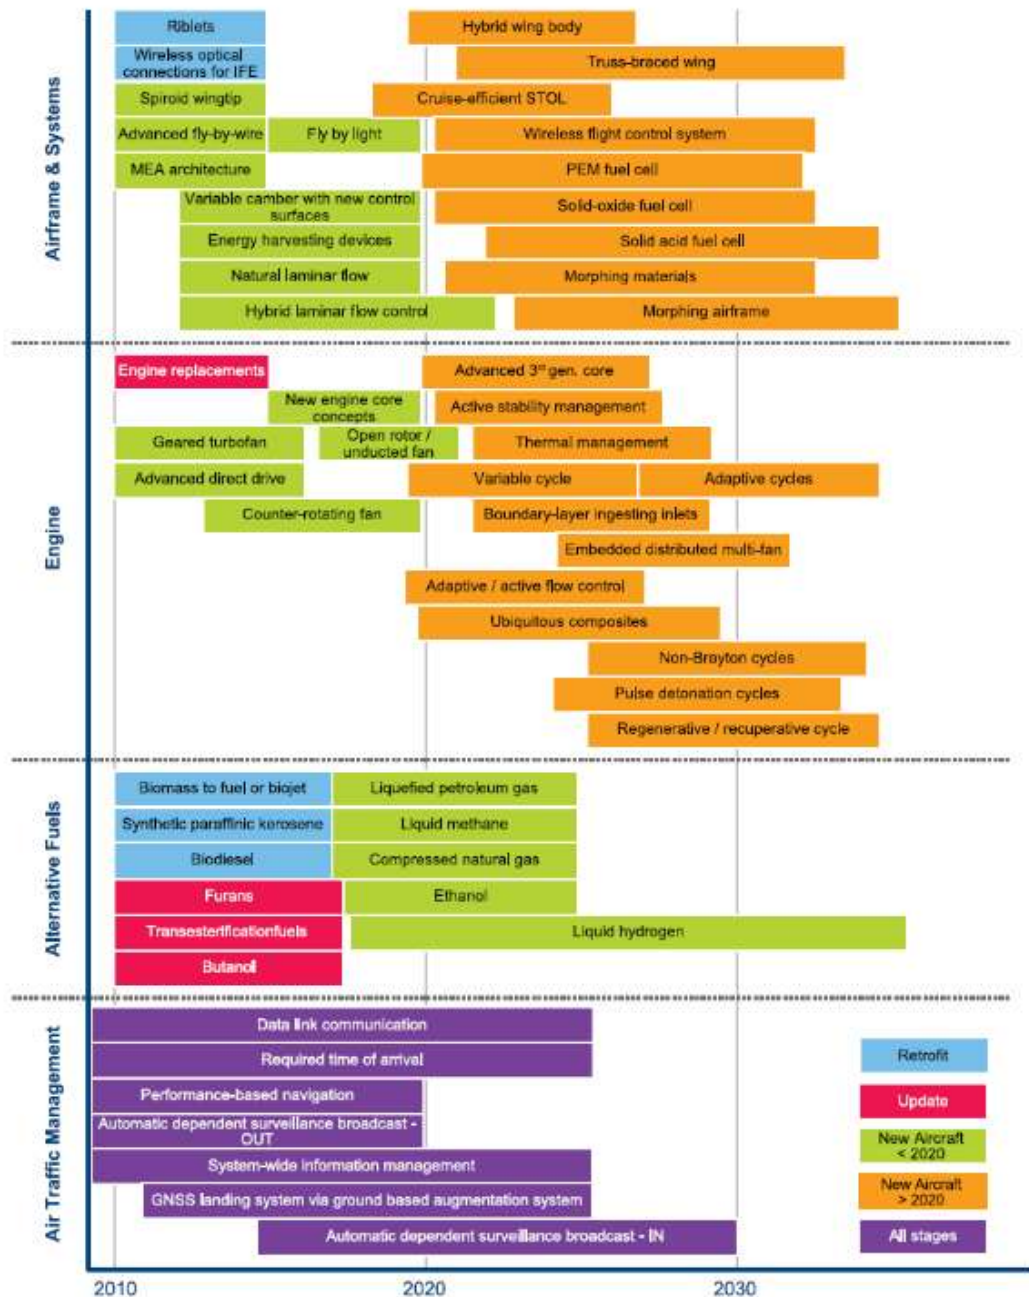 Airframe & Systems
Riblets
Hybrid wing body
Wireless optical
connections for IFE
Truss-braced wing
Spiroid wingtip
Cruise-efficient STOL
Advanced fly-by-wire
Fly by light
Wireless flight control system
MEA architecture
PEM fuel cell
Variable camber with new control
surfaces
Solid-oxide fuel cell
Energy harvesting devices
Solid acid fuel cell
Natural laminar flow
Morphing materials
Hybrid laminar flow control
Morphing airframe
Engine
Engine replacements
Advanced 3rd gen. core
New engine core
concepts
Active stability management
Geared turbofan
Open rotor /
unducted fan
Thermal management
Advanced direct drive
Variable cycle
Adaptive cycles
Counter-rotating fan
Boundary-layer ingesting inlets
Embedded distributed multi-fan
Adaptive / active flow control
Ubiquitous composites
Non-Brayton cycles
Pulse detonation cycles
Regenerative / recuperative cycle
Alternative Fuels
Biomass to fuel or biojet
Liquefied petroleum gas
Synthetic paraffinic kerosene
Liquid methane
Biodiesel
Compressed natural gas
Furans
Ethanol
Transesterificationfuels
Liquid hydrogen
Butanol
Air Traffic Management
Data link communication
Required time of arrival
Performance-based navigation
Automatic dependent surveillance broadcast -
OUT
System-wide information management
GNSS landing system via ground based augmentation system
Automatic dependent surveillance broadcast - IN
Retrofit
Update
New Aircraft
< 2020
New Aircraft
> 2020
All stages
2010
2020
2030